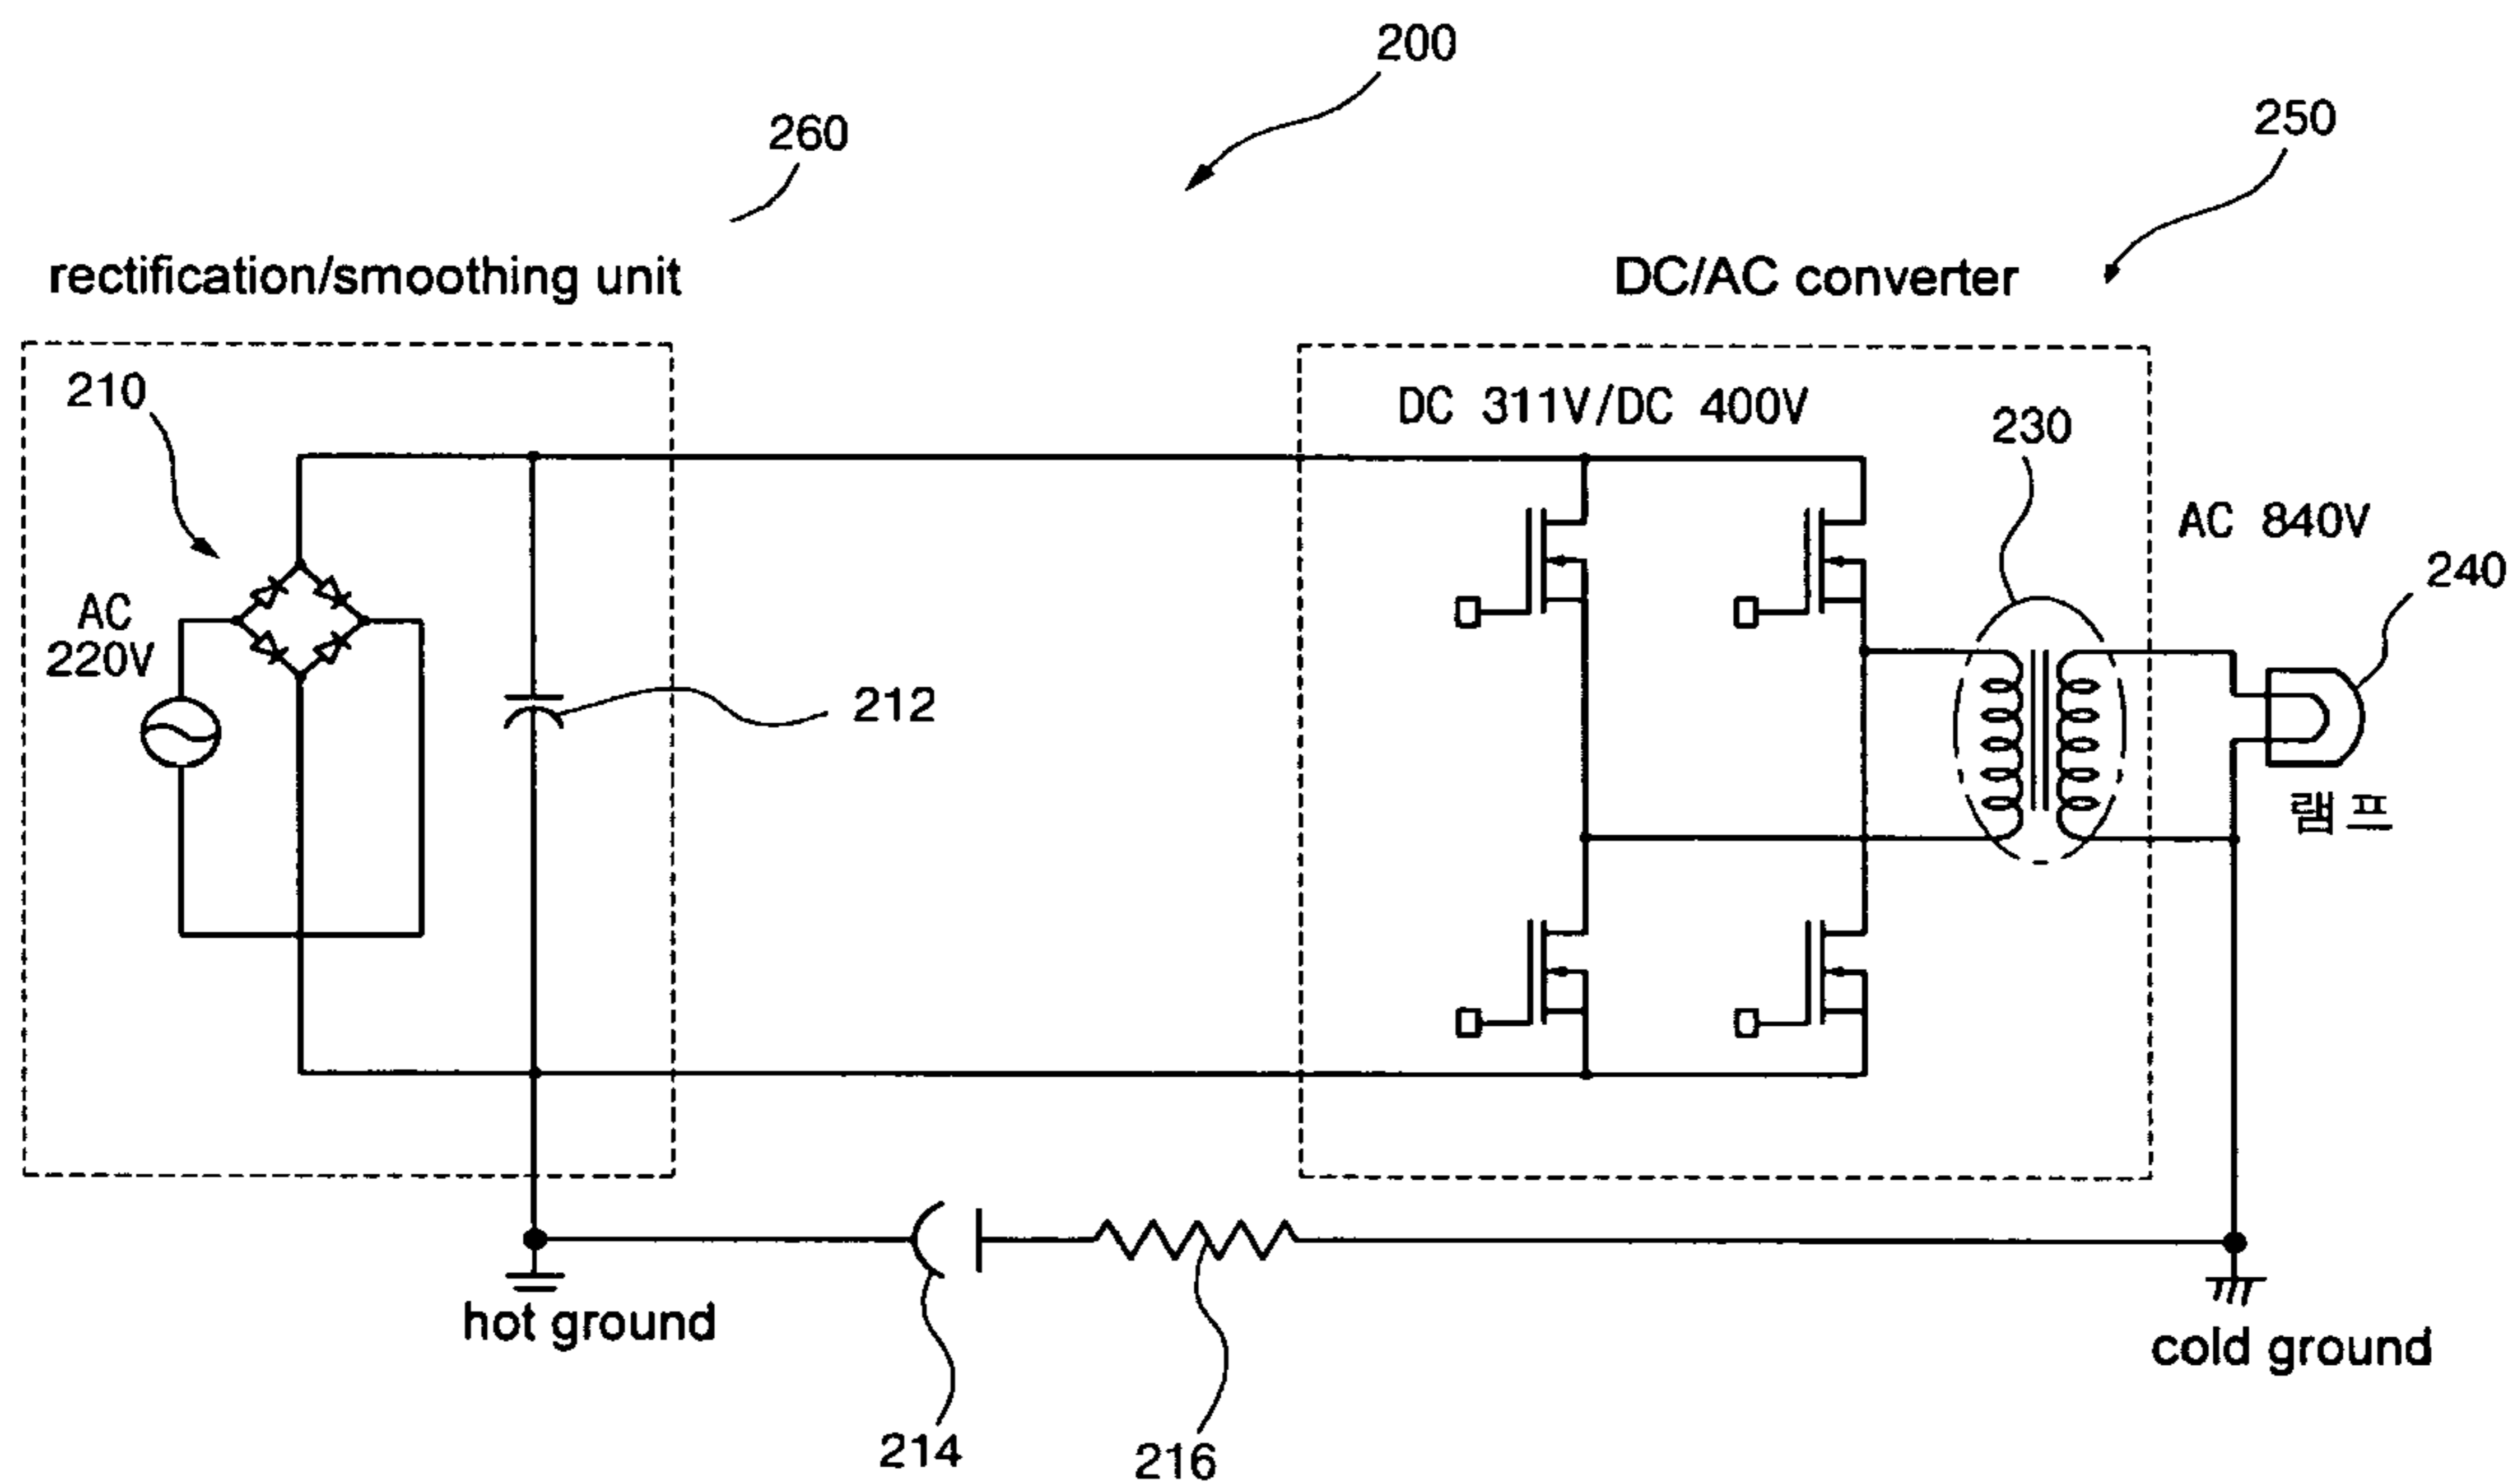 200
260
250
rectification/smoothing unit
DC/AC converter
210
DC 311V/DC 400V
230
AC 840V
240
AC
220V
212
램프
hot ground
cold ground
214
216